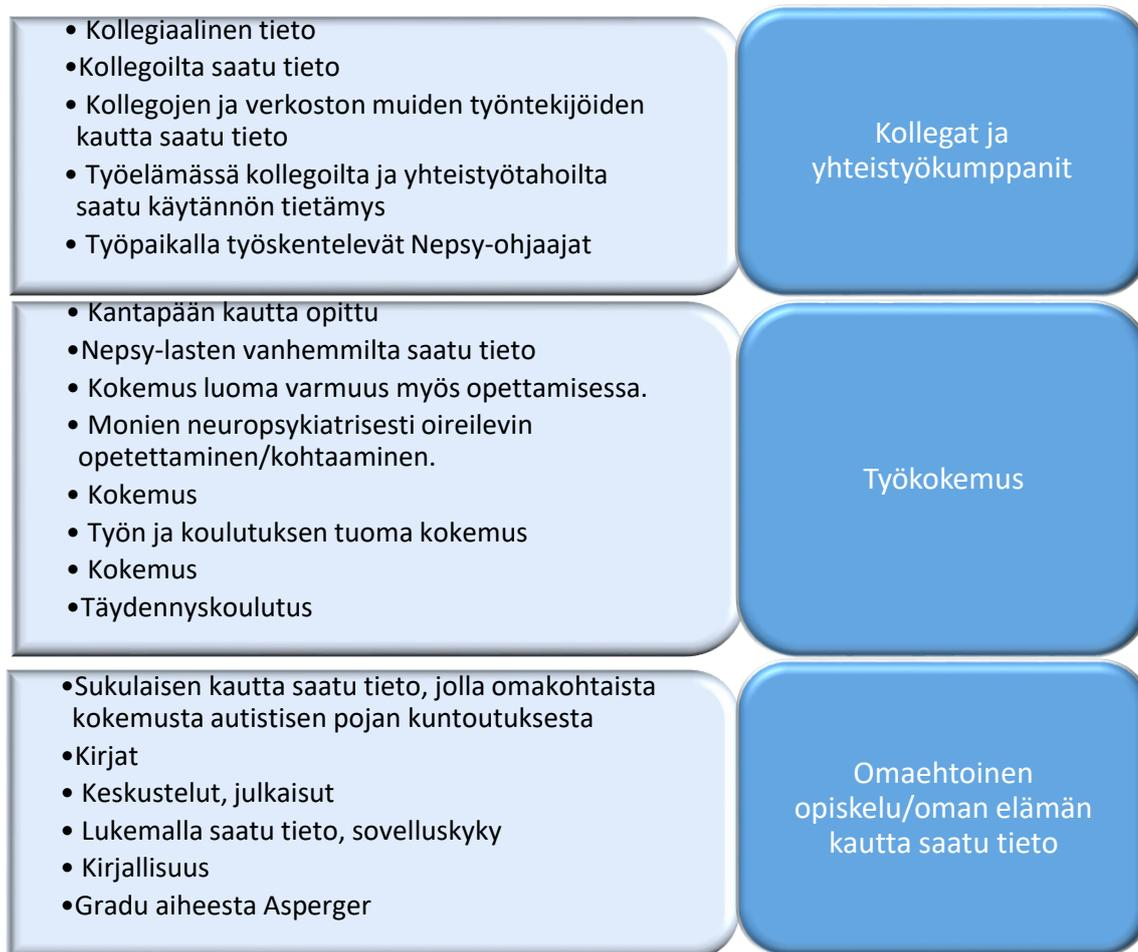 • Kollegiaalinen tieto
•Kollegoilta saatu tieto
• Kollegojen ja verkoston muiden työntekijöiden
kautta saatu tieto
• Työelämässä kollegoilta ja yhteistyötahoilta
saatu käytännön tietämys
• Työpaikalla työskentelevät Nepsy-ohjaajat
Kollegat ja
yhteistyökumppanit
• Kantapään kautta opittu
•Nepsy-lasten vanhemmilta saatu tieto
• Kokemus luoma varmuus myös opettamisessa.
• Monien neuropsykiatrisesti oireilevin
opetettaminen/kohtaaminen.
• Kokemus
• Työn ja koulutuksen tuoma kokemus
• Kokemus
•Täydennyskoulutus
Työkokemus
•Sukulaisen kautta saatu tieto, jolla omakohtaista
kokemusta autistisen pojan kuntoutuksesta
•Kirjat
• Keskustelut, julkaisut
• Lukemalla saatu tieto, sovelluskyky
• Kirjallisuus
•Gradu aiheesta Asperger
Omaehtoinen
opiskelu/oman elämän
kautta saatu tieto